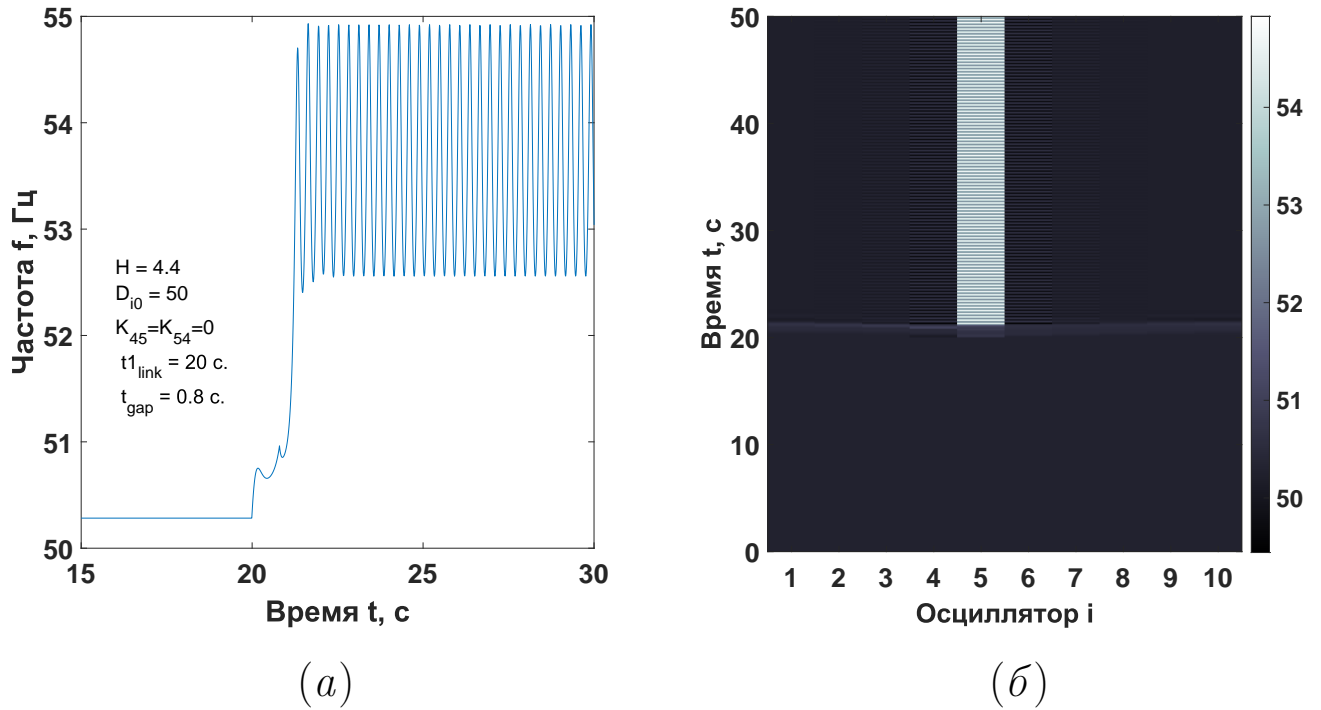 55
54
53
52
51
50
15
20
25
30
Частота f, Гц
Время t, с
H = 4.4
D_i0 = 50
K_45=K_54=0
t1_link = 20 с.
t_gap = 0.8 с.
(а)
50
40
30
20
10
0
1 2 3 4 5 6 7 8 9 10
Время t, с
Осциллятор i
54
53
52
51
50
(б)